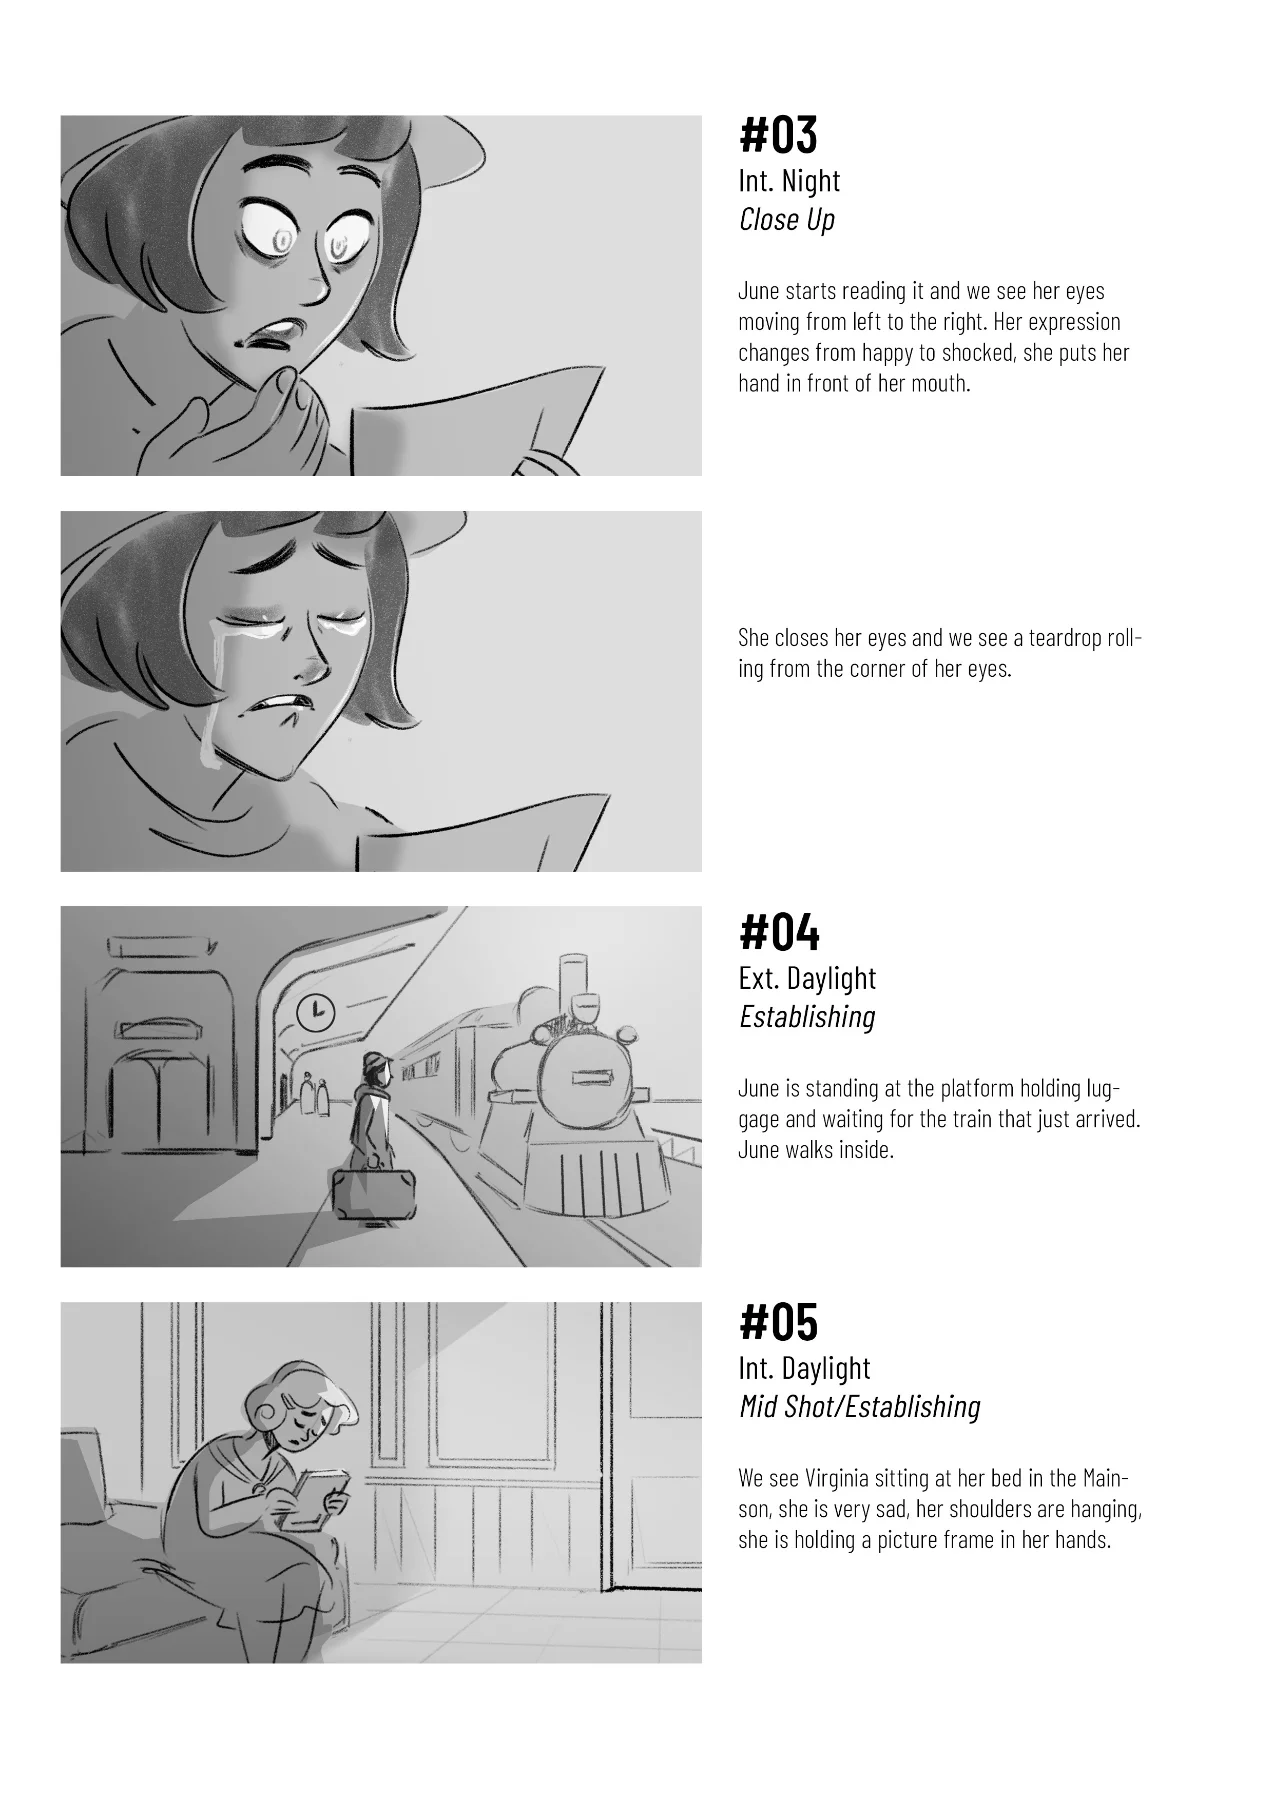 #03
Int. Night
Close Up
June starts reading it and we see her eyes
moving from left to the right. Her expression
changes from happy to shocked, she puts her
hand in front of her mouth.
She closes her eyes and we see a teardrop roll-
ing from the corner of her eyes.
#04
Ext. Daylight
Establishing
June is standing at the platform holding lug-
gage and waiting for the train that just arrived.
June walks inside.
#05
Int. Daylight
Mid Shot/Establishing
We see Virginia sitting at her bed in the Main-
son, she is very sad, her shoulders are hanging,
she is holding a picture frame in her hands.